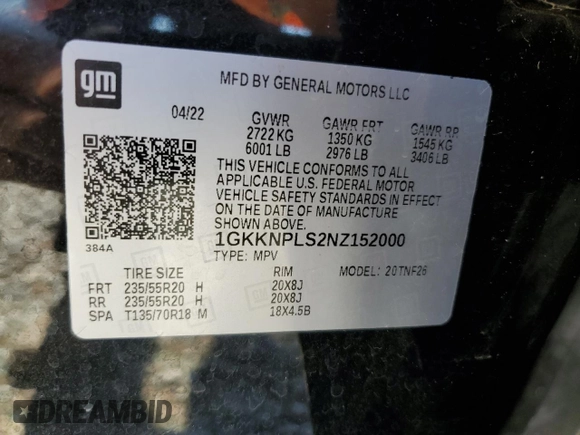 gm
MFD BY GENERAL MOTORS LLC
04/22 GVWR GAWR FRT GAWR RR
2722 KG 1350 KG 1545 KG
6001 LB 2976 LB 3406 LB
THIS VEHICLE CONFORMS TO ALL
APPLICABLE U.S. FEDERAL MOTOR
VEHICLE SAFETY STANDARDS IN EFFECT
ON THE DATE OF MANUFACTURE
SHOWN ABOVE.
384A
1GKKNPLS2NZ152000
TYPE: MPV
TIRE SIZE RIM MODEL: 20TNF26
FRT 235/55R20 H 20X8J
RR 235/55R20 H 20X8J
SPA T135/70R18 M 18X4.5B
DREAMBID